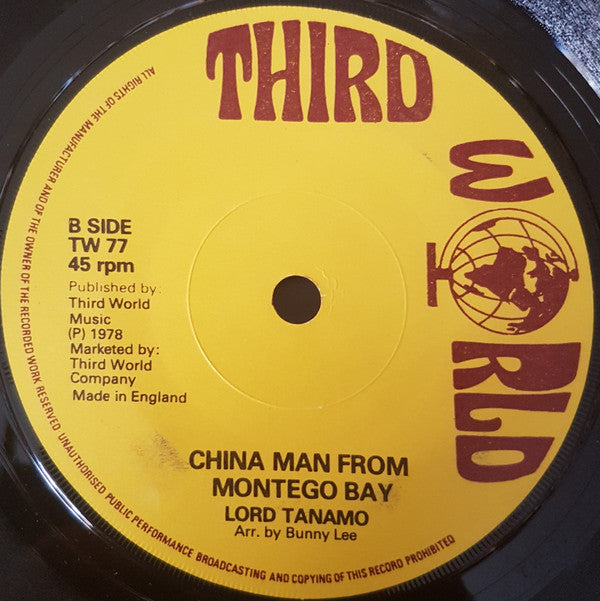 THIRD
WORLD
B SIDE
TW 77
45 rpm
Published by:
Third World
Music
(P) 1978
Marketed by:
Third World
Company
Made in England
CHINA MAN FROM
MONTEGO BAY
LORD TANAMO
Arr. by Bunny Lee
ALL RIGHTS OF THE MANUFACTURER AND OF THE OWNER OF THE RECORDED WORK RESERVED UNAUTHORISED PUBLIC PERFORMANCE BROADCASTING AND COPYING OF THIS RECORD PROHIBITED